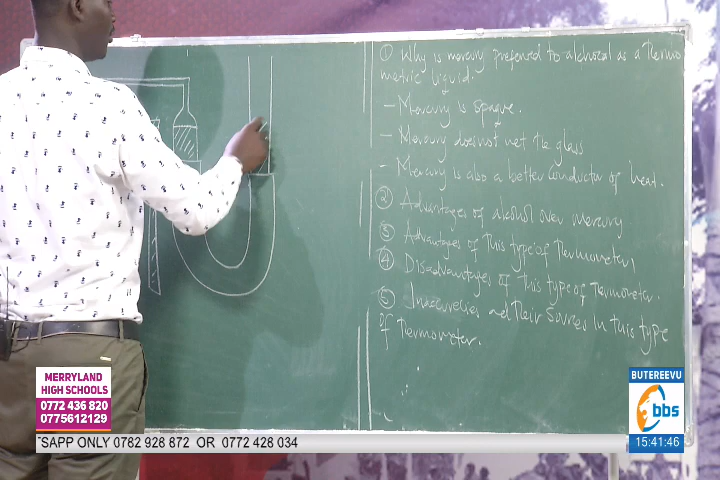 ① Why is mercury preferred to alchocal as a thermo
metric liquid.
- Mercury is opaque.
- Mercury does not wet the glass
- Mercury is also a better conductor of heat.
② Advantages of alkohol over mercury
③ Advantages of this type of thermometers
④ Disadvantages of this type of thermometer.
⑤ Inaccuracies and their sources in this type
of thermometer.
MERRYLAND
HIGH SCHOOLS
0772 436 820
0775612129
BUTEREEVU
bbs
15:41:46
SAPP ONLY 0782 928 872 OR 0772 428 034